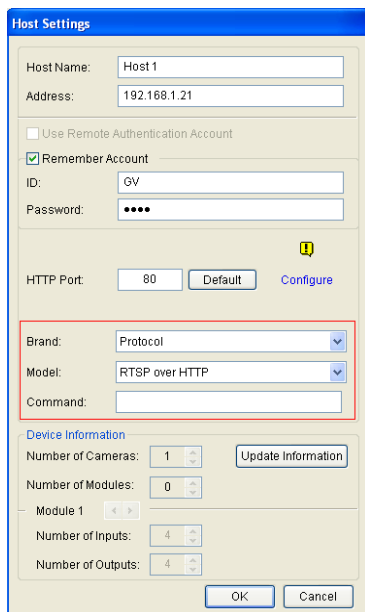 Host Settings
Host Name: Host 1
Address: 192.168.1.21
Use Remote Authentication Account
Remember Account
ID: GV
Password: ●●●●
HTTP Port: 80 Default Configure
Brand: Protocol
Model: RTSP over HTTP
Command:
Device Information
Number of Cameras: 1 Update Information
Number of Modules: 0
Module 1
Number of Inputs: 4
Number of Outputs: 4
OK Cancel